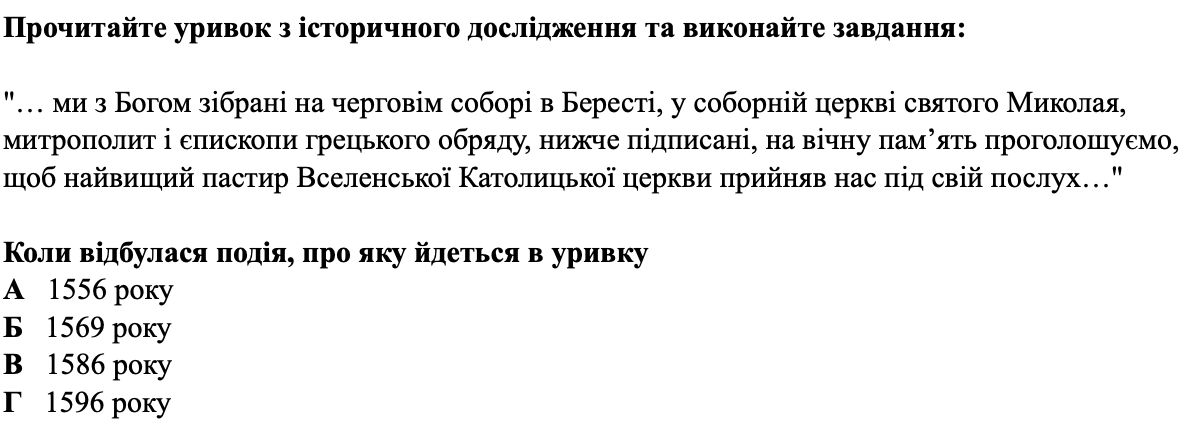 Прочитайте уривок з історичного дослідження та виконайте завдання:
"… ми з Богом зібрані на черговім соборі в Бересті, у соборній церкві святого Миколая,
митрополит і єпископи грецького обряду, нижче підписані, на вічну пам’ять проголошуємо,
щоб найвищий пастир Вселенської Католицької церкви прийняв нас під свій послух…"
Коли відбулася подія, про яку йдеться в уривку
А 1556 року
Б 1569 року
В 1586 року
Г 1596 року